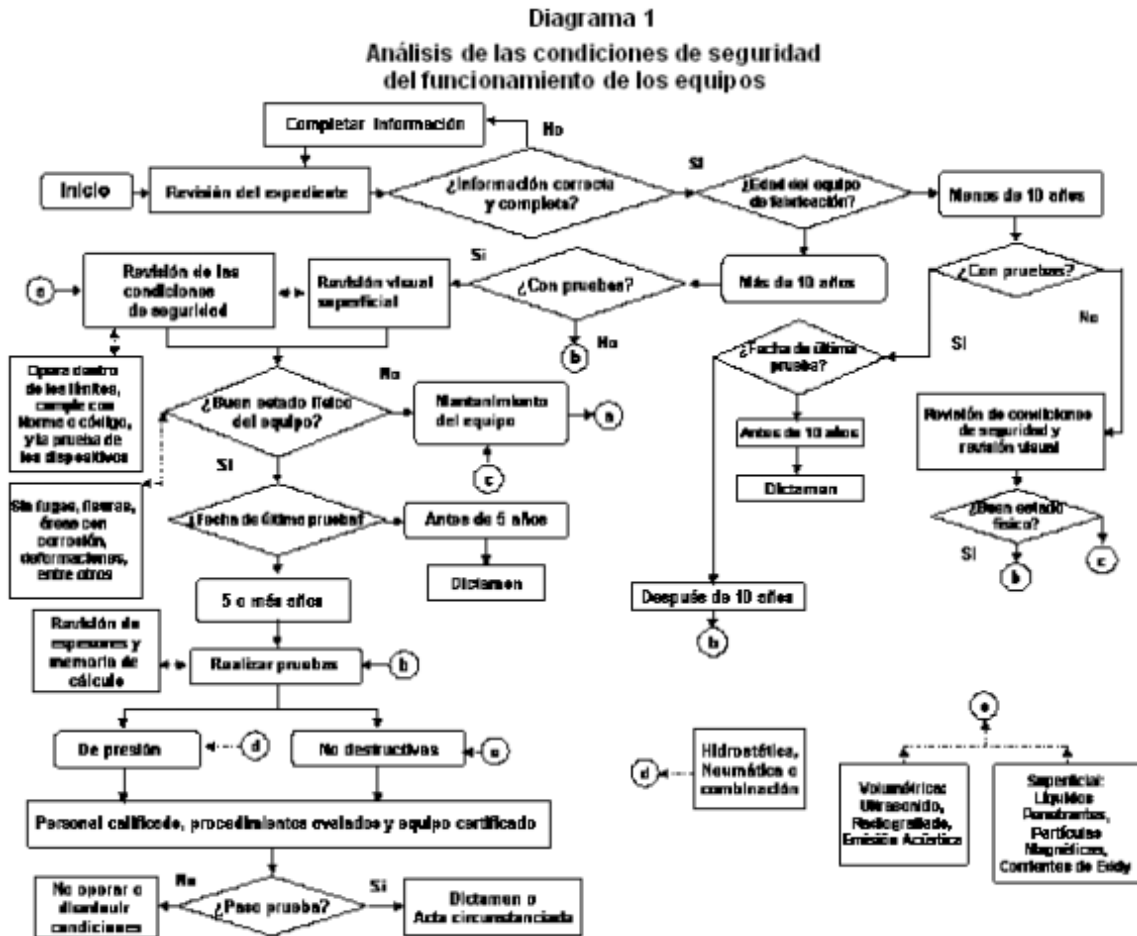 Diagrama 1
Análisis de las condiciones de seguridad
del funcionamiento de los equipos
Completar información
No
Inicio
Revisión del expediente
¿Información correcta
y completa?
Si
¿Edad del equipo
de fabricación?
Menos de 10 años
Más de 10 años
¿Con pruebas?
No
Si
¿Con pruebas?
Si
No
b
Revisión visual
superficial
Revisión de las
condiciones
de seguridad
Opera dentro
de los límites,
cumple con
Norma o código,
y la prueba de
los dispositivos
¿Buen estado físico
del equipo?
No
Mantenimiento
del equipo
a
c
Si
Sin fugas, fisuras,
áreas con
corrosión,
deformaciones,
entre otros
¿Fecha de última prueba?
Antes de 5 años
Dictamen
5 o más años
Revisión de
espesores y
memoria de
cálculo
Realizar pruebas
b
De presión
d
No destructivas
Personal calificado, procedimientos avalados y equipo certificado
¿Paso prueba?
No
No operar o
disminuir
condiciones
Si
Dictamen o
Acta circunstanciada
¿Fecha de última
prueba?
Antes de 10 años
Dictamen
Después de 10 años
b
Revisión de condiciones
de seguridad y
revisión visual
¿Buen estado
físico?
Si
b
c
d
Hidrostática,
Neumática o
combinación
e
Volumétrica:
Ultrasonido,
Radiografiado,
Emisión Acústica
Superficial:
Líquidos
Penetrantes,
Partículas
Magnéticas,
Corrientes de Eddy